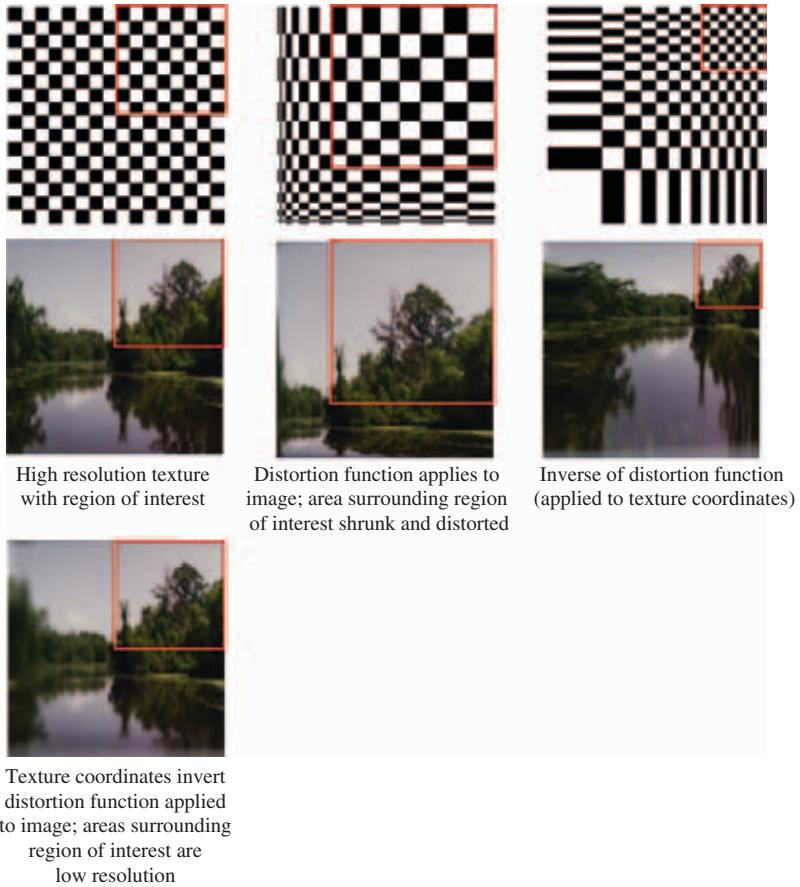 High resolution texture
with region of interest
Distortion function applies to
image; area surrounding region
of interest shrunk and distorted
Inverse of distortion function
(applied to texture coordinates)
Texture coordinates invert
distortion function applied
to image; areas surrounding
region of interest are
low resolution